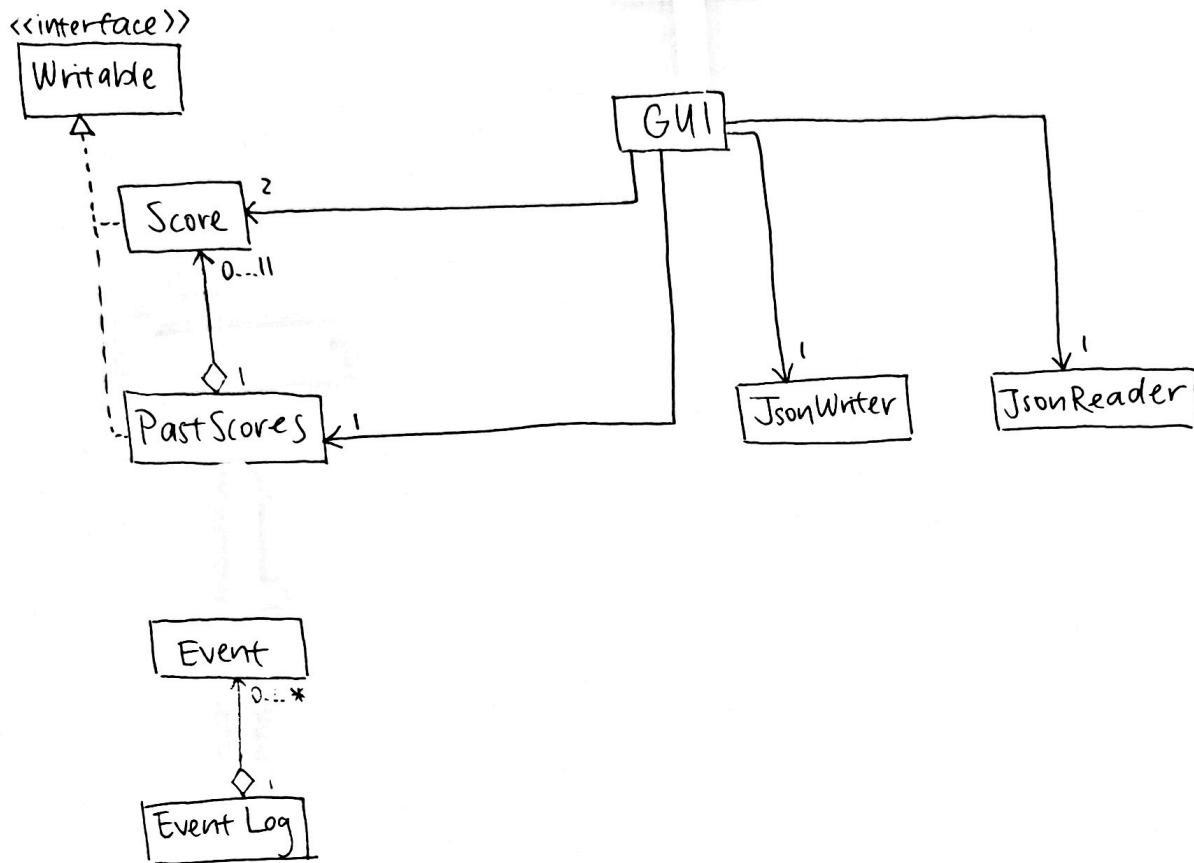 <<interface>>
Writable
GUI
2
Score
0...11
1
PastScores
1
1
JsonWriter
1
JsonReader
Event
0...*
1
Event Log